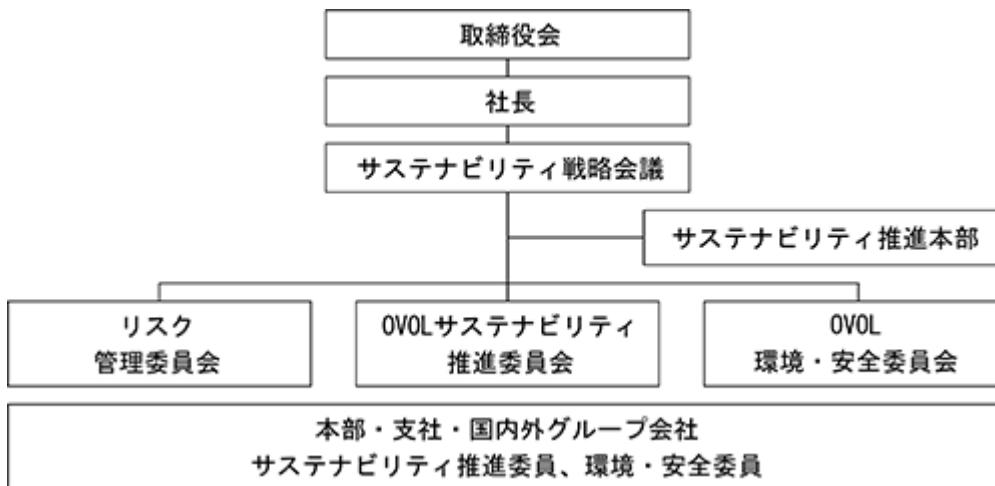 取締役会
社長
サステナビリティ戦略会議
サステナビリティ推進本部
リスク
管理委員会
OVOLサステナビリティ
推進委員会
OVOL
環境・安全委員会
本部・支社・国内外グループ会社
サステナビリティ推進委員、環境・安全委員